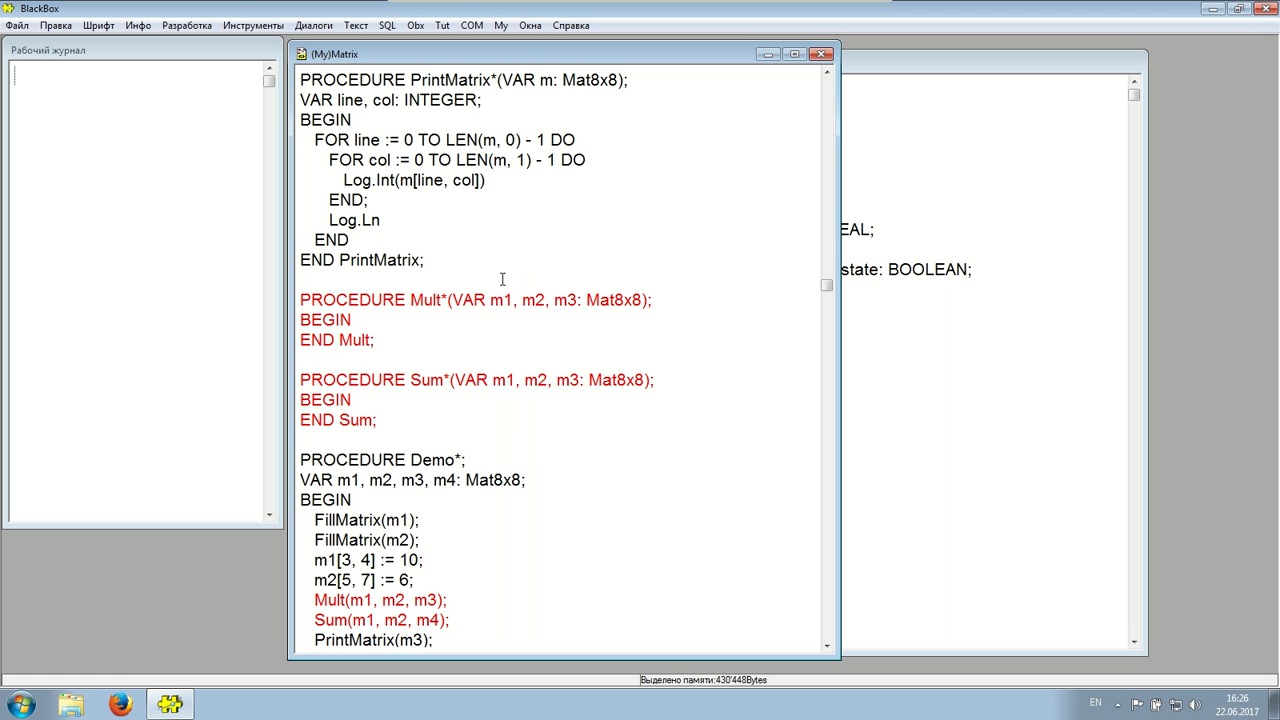 BlackBox
Файл Правка Шрифт Инфо Разработка Инструменты Диалоги Текст SQL Obx Tut COM My Окна Справка
Рабочий журнал
(My)Matrix
PROCEDURE PrintMatrix*(VAR m: Mat8x8);
VAR line, col: INTEGER;
BEGIN
FOR line := 0 TO LEN(m, 0) - 1 DO
FOR col := 0 TO LEN(m, 1) - 1 DO
Log.Int(m[line, col])
END;
Log.Ln
END
END PrintMatrix;
PROCEDURE Mult*(VAR m1, m2, m3: Mat8x8);
BEGIN
END Mult;
PROCEDURE Sum*(VAR m1, m2, m3: Mat8x8);
BEGIN
END Sum;
PROCEDURE Demo*;
VAR m1, m2, m3, m4: Mat8x8;
BEGIN
FillMatrix(m1);
FillMatrix(m2);
m1[3, 4] := 10;
m2[5, 7] := 6;
Mult(m1, m2, m3);
Sum(m1, m2, m4);
PrintMatrix(m3);
EAL;
state: BOOLEAN;
Выделено памяти:430'448Bytes
EN
16:26
22.06.2017